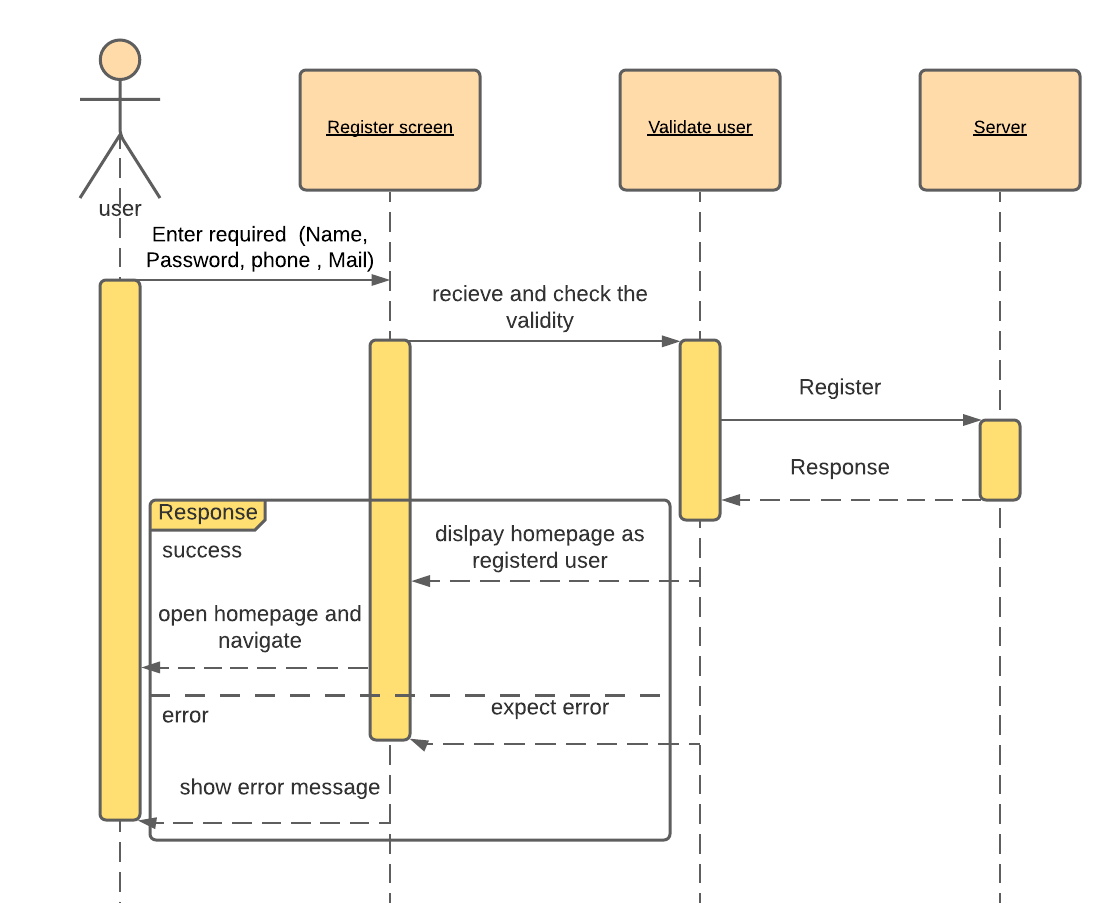 Register screen
Validate user
Server
user
Enter required  (Name,
Password, phone , Mail)
recieve and check the
validity
Register
Response
Response
success
dislpay homepage as
registerd user
open homepage and
navigate
error
expect error
show error message